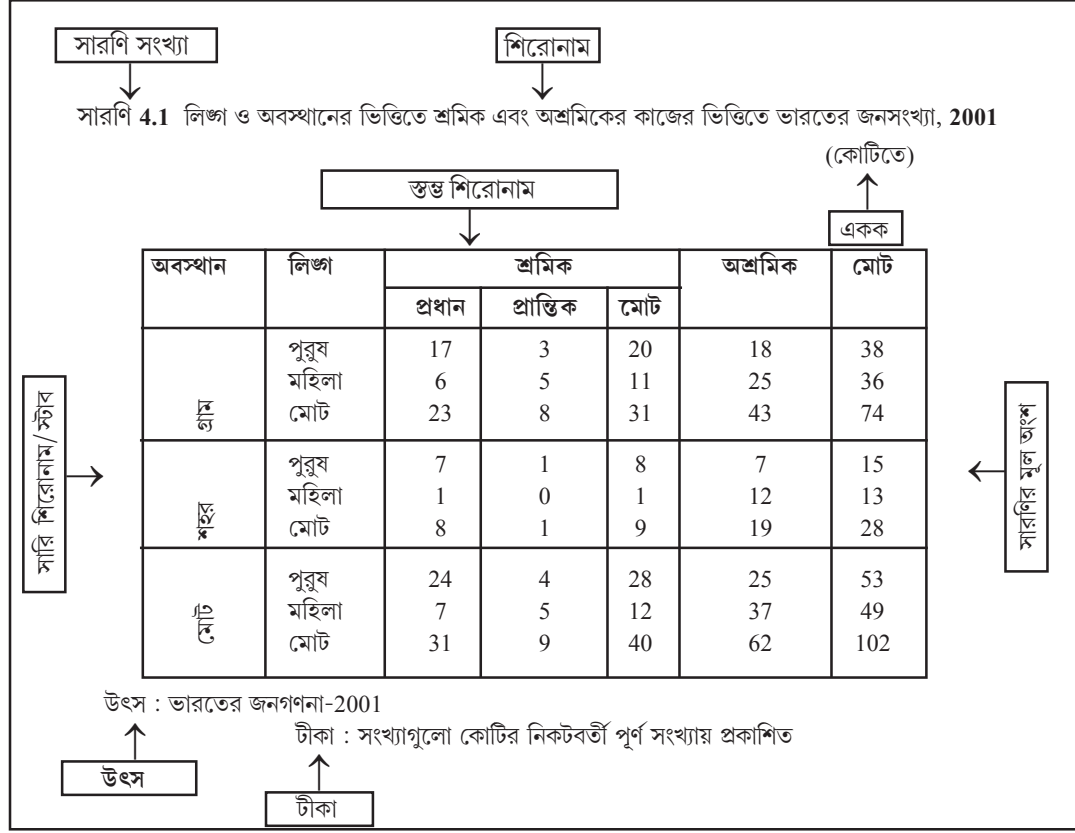 সারণি সংখ্যা
শিরোনাম
সারণি 4.1 লিঙ্গ ও অবস্থানের ভিত্তিতে শ্রমিক এবং অশ্রমিকের কাজের ভিত্তিতে ভারতের জনসংখ্যা, 2001
(কোটিতে)
স্তম্ভ শিরোনাম
একক
অবস্থান লিঙ্গ শ্রমিক অশ্রমিক মোট
প্রধান প্রান্তিক মোট
সারি শিরোনাম/স্টাব
গ্রাম
পুরুষ 17 3 20 18 38
মহিলা 6 5 11 25 36
মোট 23 8 31 43 74
শহর
পুরুষ 7 1 8 7 15
মহিলা 1 0 1 12 13
মোট 8 1 9 19 28
মোট
পুরুষ 24 4 28 25 53
মহিলা 7 5 12 37 49
মোট 31 9 40 62 102
সারণির মূল অংশ
উৎস : ভারতের জনগণনা-2001
টীকা : সংখ্যাগুলো কোটির নিকটবর্তী পূর্ণ সংখ্যায় প্রকাশিত
উৎস
টীকা